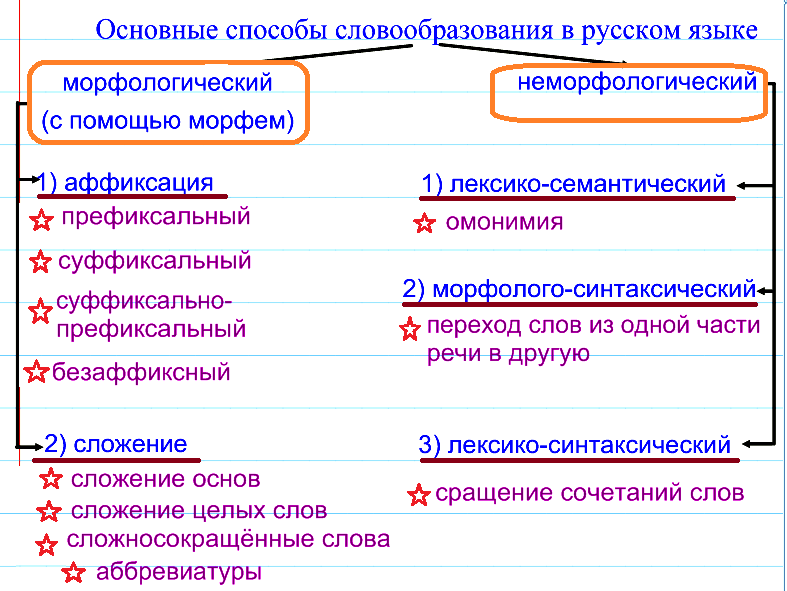 Основные способы словообразования в русском языке
морфологический
(с помощью морфем)
1) аффиксация
префиксальный
суффиксальный
суффиксально-
префиксальный
безаффиксный
2) сложение
сложение основ
сложение целых слов
сложносокращённые слова
аббревиатуры
неморфологический
1) лексико-семантический
омонимия
2) морфолого-синтаксический
переход слов из одной части
речи в другую
3) лексико-синтаксический
сращение сочетаний слов